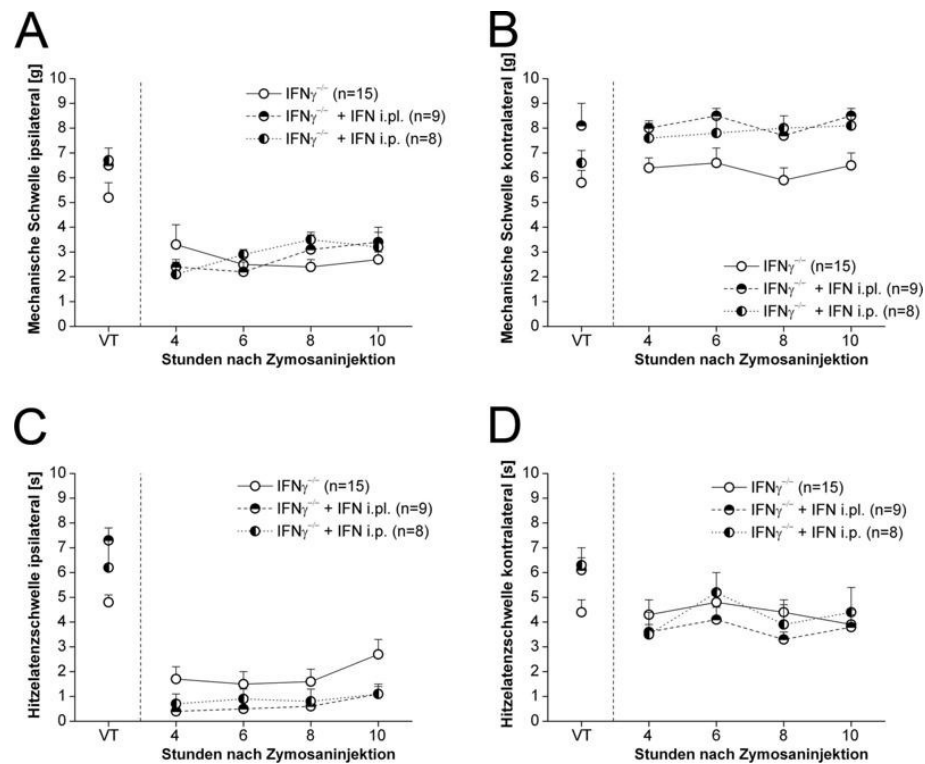 A
Mechanische Schwelle ipsilateral [g]
10
9
8
7
6
5
4
3
2
1
0
IFNγ⁻/⁻ (n=15)
IFNγ⁻/⁻ + IFN i.pl. (n=9)
IFNγ⁻/⁻ + IFN i.p. (n=8)
VT 4 6 8 10
Stunden nach Zymosaninjektion
B
Mechanische Schwelle kontralateral [g]
10
9
8
7
6
5
4
3
2
1
0
IFNγ⁻/⁻ (n=15)
IFNγ⁻/⁻ + IFN i.pl. (n=9)
IFNγ⁻/⁻ + IFN i.p. (n=8)
VT 4 6 8 10
Stunden nach Zymosaninjektion
C
Hitzelatenzschwelle ipsilateral [s]
10
9
8
7
6
5
4
3
2
1
0
IFNγ⁻/⁻ (n=15)
IFNγ⁻/⁻ + IFN i.pl. (n=9)
IFNγ⁻/⁻ + IFN i.p. (n=8)
VT 4 6 8 10
Stunden nach Zymosaninjektion
D
Hitzelatenzschwelle kontralateral [s]
10
9
8
7
6
5
4
3
2
1
0
IFNγ⁻/⁻ (n=15)
IFNγ⁻/⁻ + IFN i.pl. (n=9)
IFNγ⁻/⁻ + IFN i.p. (n=8)
VT 4 6 8 10
Stunden nach Zymosaninjektion